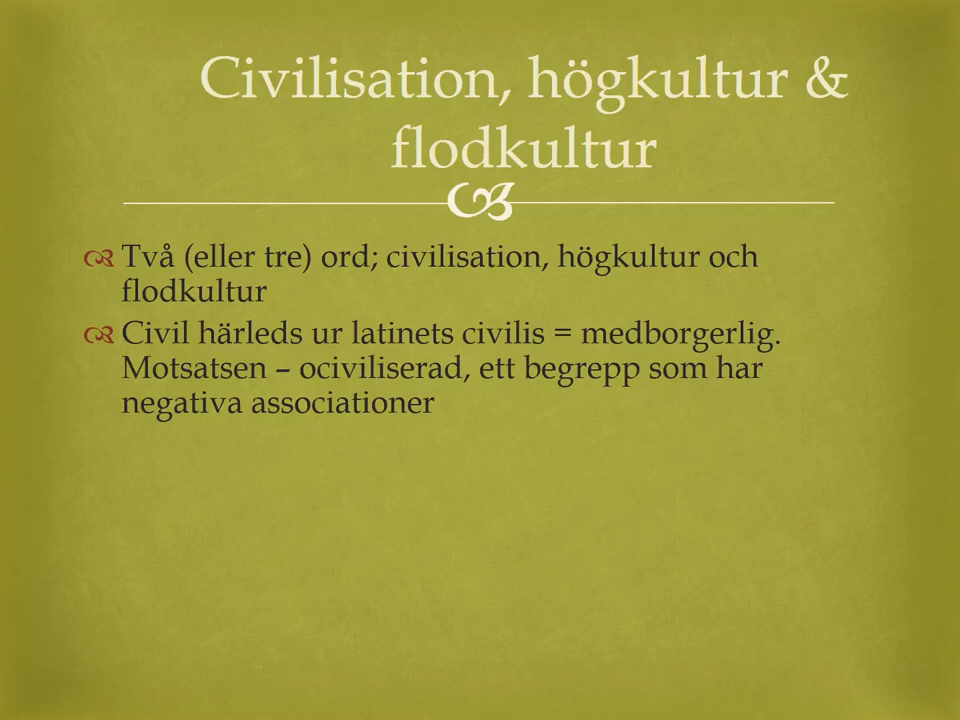 Civilisation, högkultur &
flodkultur
Två (eller tre) ord; civilisation, högkultur och
flodkultur
Civil härleds ur latinets civilis = medborgerlig.
Motsatsen – ociviliserad, ett begrepp som har
negativa associationer